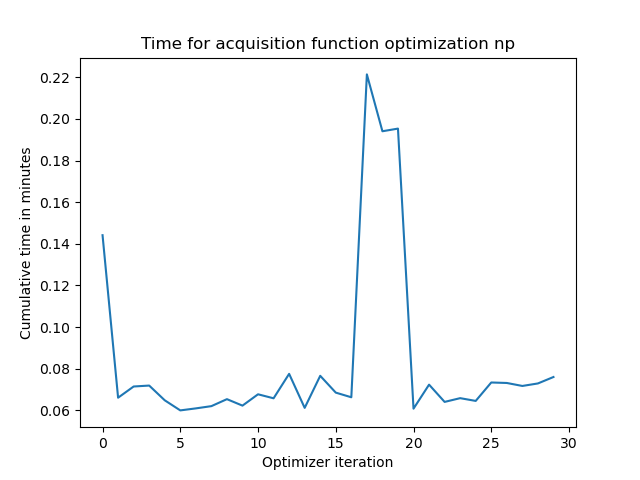 Time for acquisition function optimization np
Cumulative time in minutes
0.22
0.20
0.18
0.16
0.14
0.12
0.10
0.08
0.06
0 5 10 15 20 25 30
Optimizer iteration